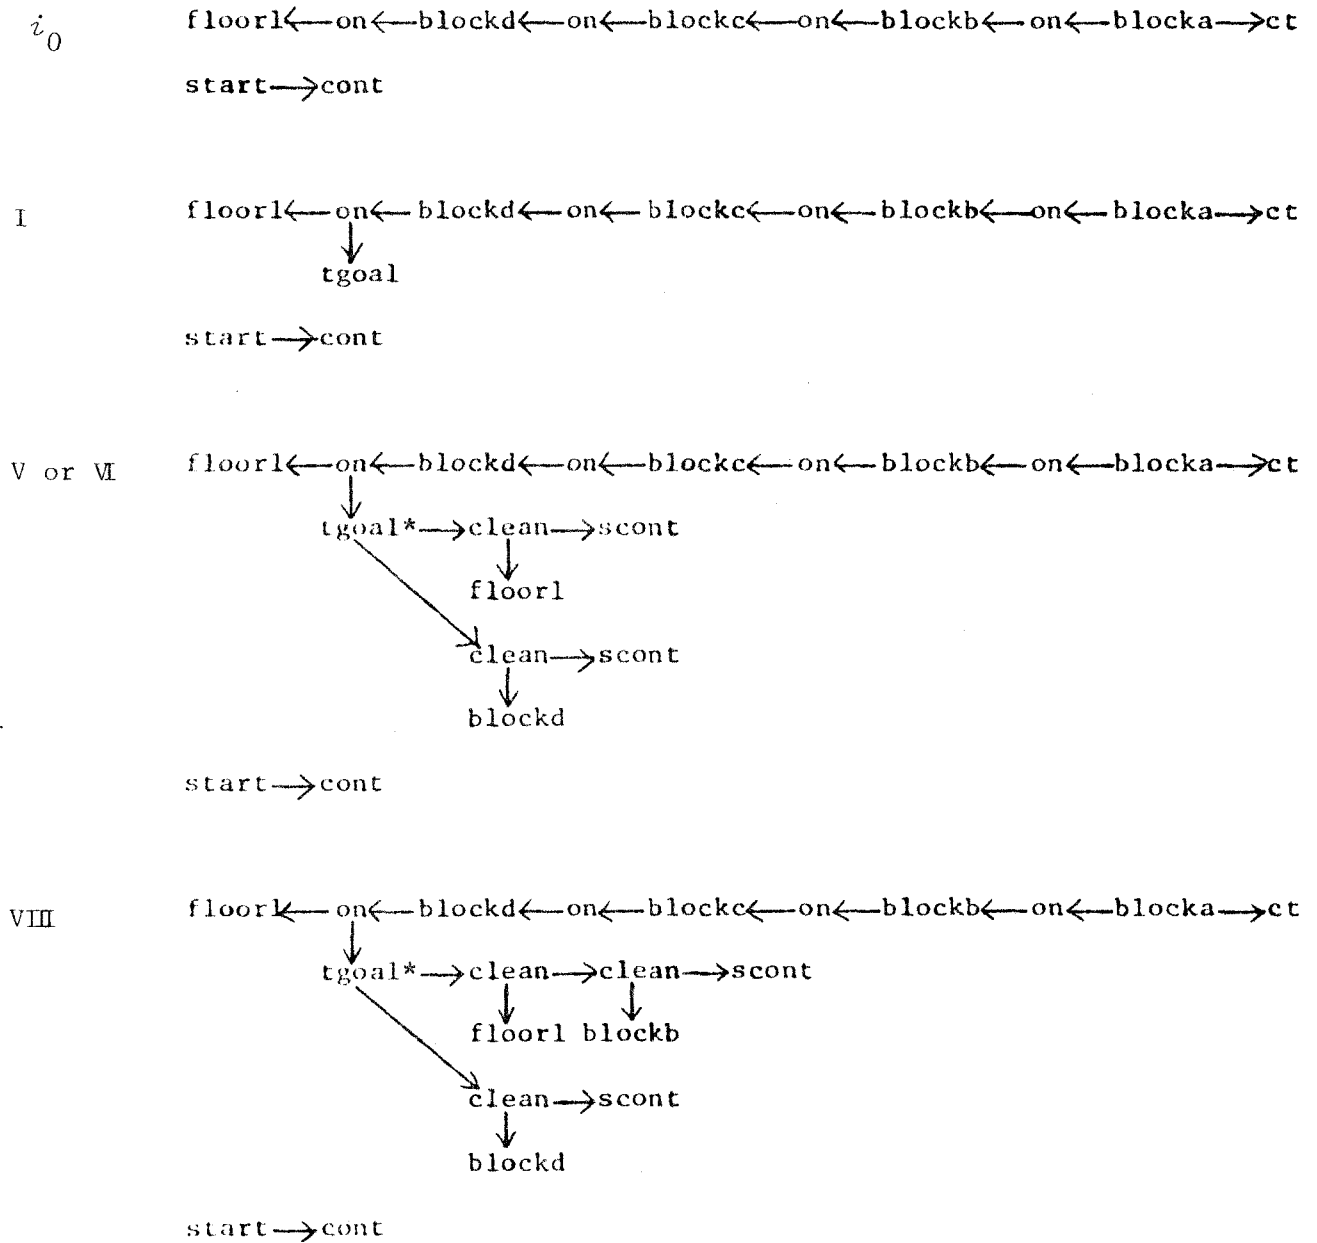 i0 floorl←on←blockd←on←blockc←on←blockb←on←blocka→ct
start→cont
I floorl←on←blockd←on←blockc←on←blockb←on←blocka→ct
tgoal
start→cont
V or VI floorl←on←blockd←on←blockc←on←blockb←on←blocka→ct
tgoal*→clean→scont
floorl
clean→scont
blockd
start→cont
VIII floorl←on←blockd←on←blockc←on←blockb←on←blocka→ct
tgoal*→clean→clean→scont
floorl blockb
clean→scont
blockd
start→cont